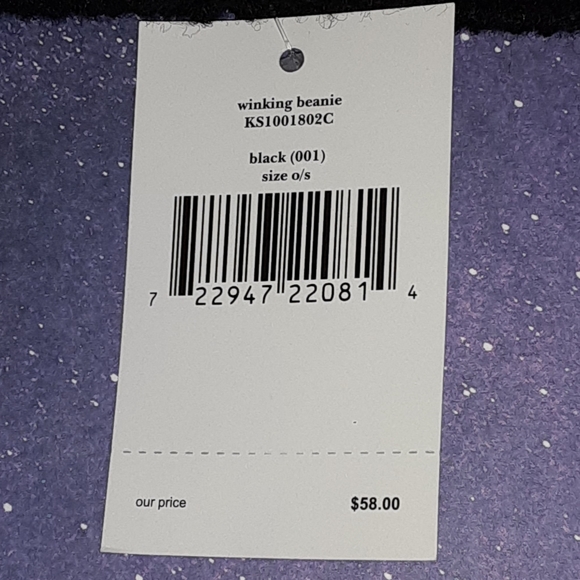 winking beanie
KS1001802C
black (001)
size o/s
7 22947 22081 4
our price $58.00